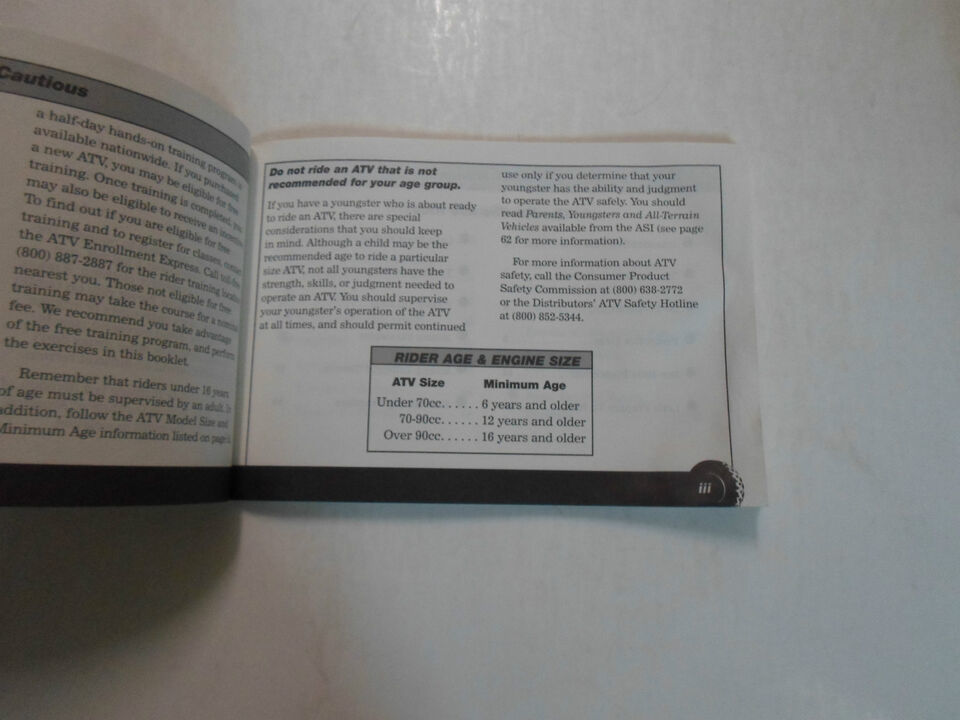 Cautious
a half-day hands-on training program is
available nationwide. If you purchased
a new ATV, you may be eligible for free
training. Once training is completed, you
may also be eligible to receive an incentive.
To find out if you are eligible for free
training and to register for classes, contact
the ATV Enrollment Express. Call toll-free
(800) 887-2887 for the rider training location
nearest you. Those not eligible for free
training may take the course for a nominal
fee. We recommend you take advantage
of the free training program, and perform
the exercises in this booklet.
Remember that riders under 16 years
of age must be supervised by an adult. In
addition, follow the ATV Model Size and
Minimum Age information listed on page
Do not ride an ATV that is not
recommended for your age group.
If you have a youngster who is about ready
to ride an ATV, there are special
considerations that you should keep
in mind. Although a child may be the
recommended age to ride a particular
size ATV, not all youngsters have the
strength, skills, or judgment needed to
operate an ATV. You should supervise
your youngster's operation of the ATV
at all times, and should permit continued
use only if you determine that your
youngster has the ability and judgment
to operate the ATV safely. You should
read Parents, Youngsters and All-Terrain
Vehicles available from the ASI (see page
62 for more information).
For more information about ATV
safety, call the Consumer Product
Safety Commission at (800) 638-2772
or the Distributors' ATV Safety Hotline
at (800) 852-5344.
RIDER AGE & ENGINE SIZE
ATV Size Minimum Age
Under 70cc...... 6 years and older
70-90cc...... 12 years and older
Over 90cc...... 16 years and older
iii